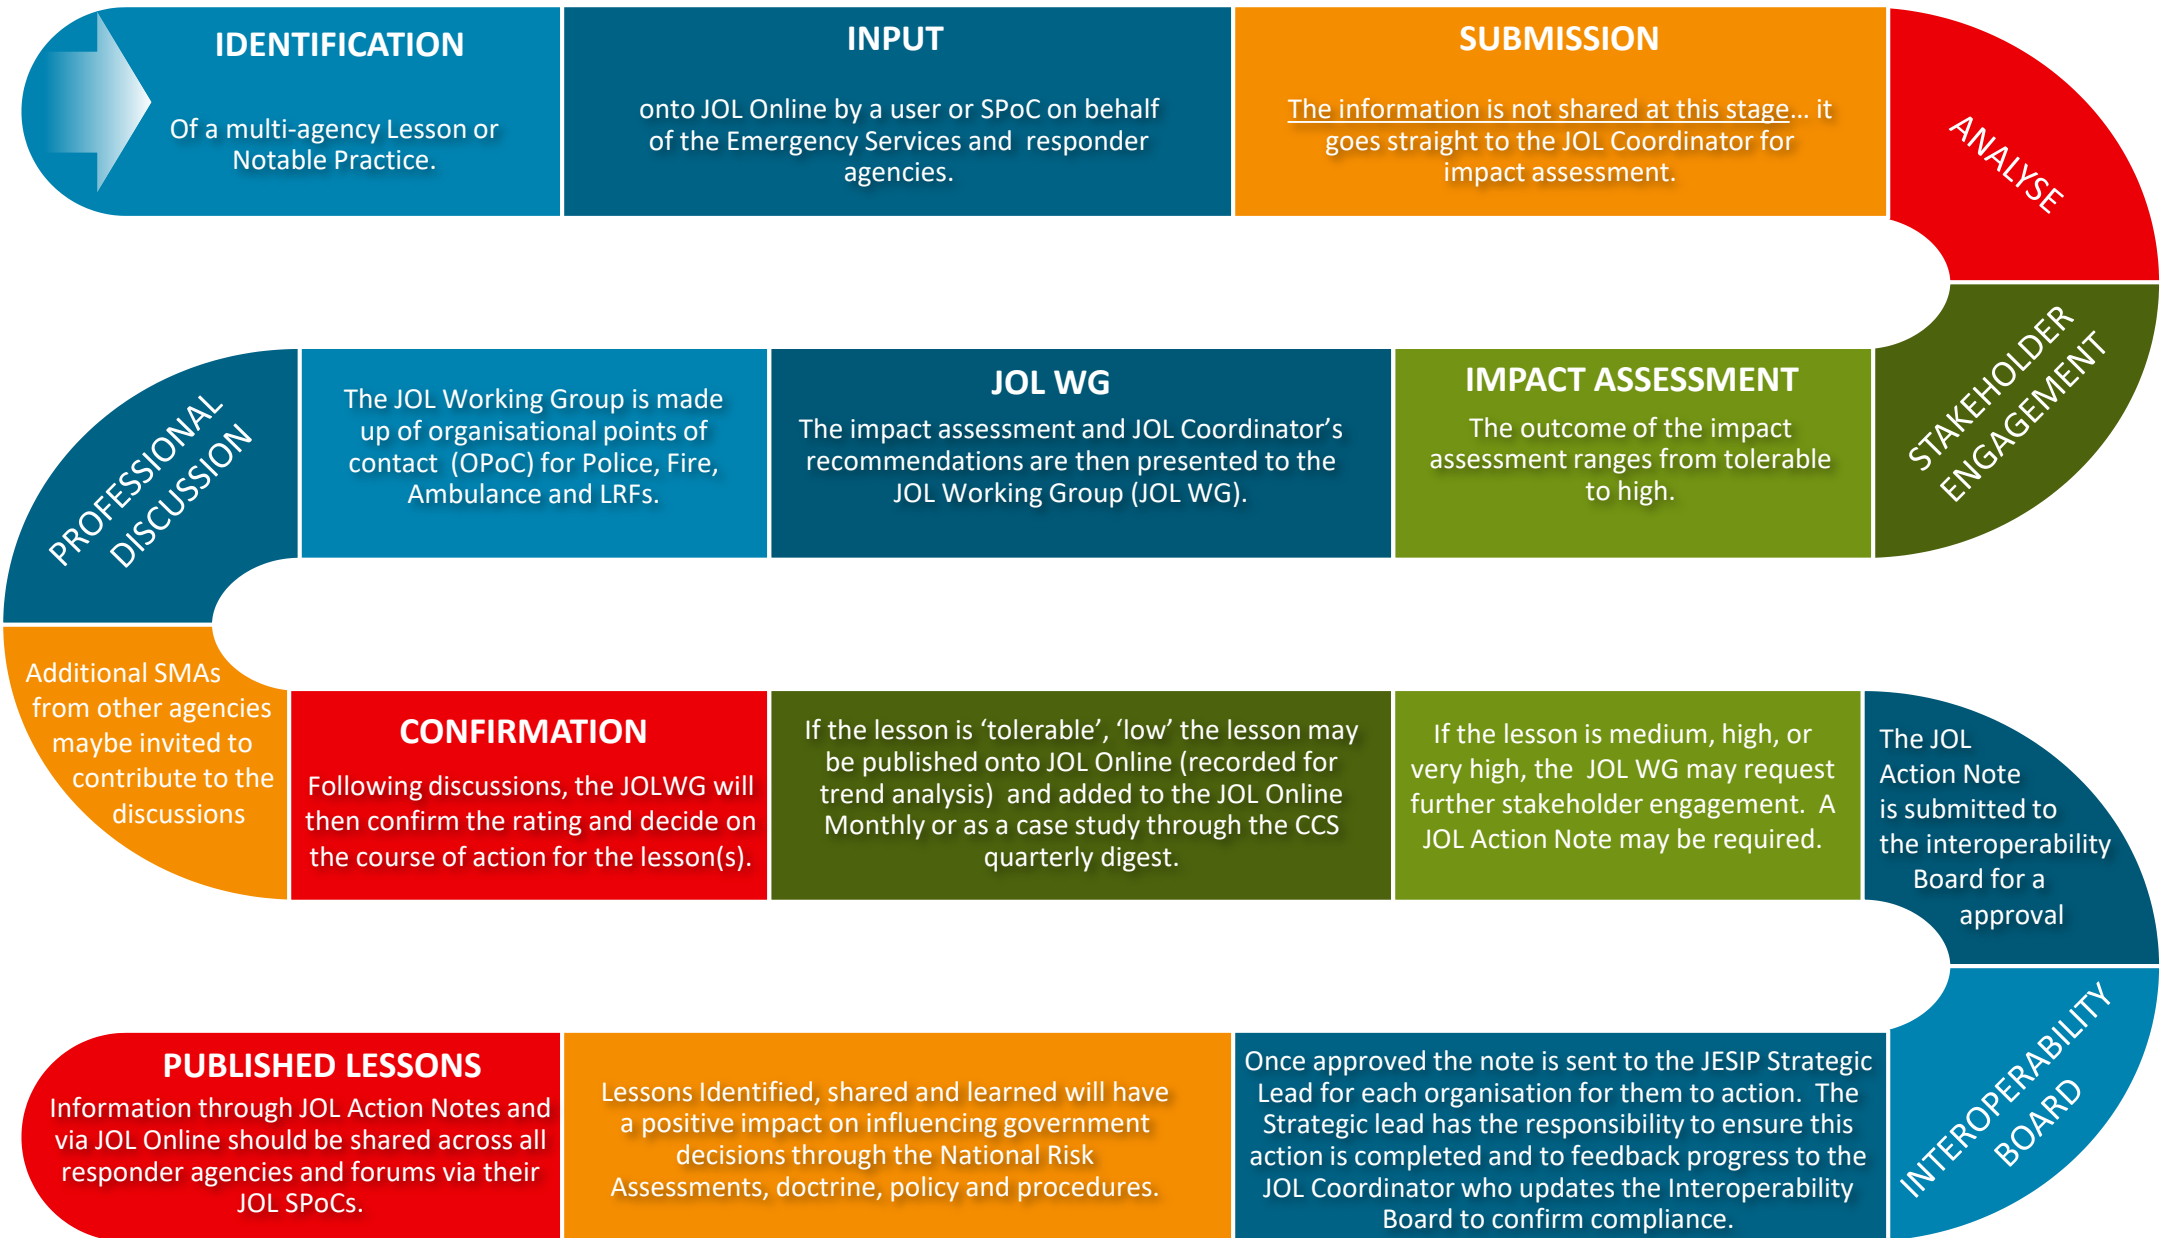 IDENTIFICATION
Of a multi-agency Lesson or
Notable Practice.
INPUT
onto JOL Online by a user or SPoC on behalf
of the Emergency Services and responder
agencies.
SUBMISSION
The information is not shared at this stage... it
goes straight to the JOL Coordinator for
impact assessment.
ANALYSE
STAKEHOLDER
ENGAGEMENT
IMPACT ASSESSMENT
The outcome of the impact
assessment ranges from tolerable
to high.
JOL WG
The impact assessment and JOL Coordinator’s
recommendations are then presented to the
JOL Working Group (JOL WG).
The JOL Working Group is made
up of organisational points of
contact (OPoC) for Police, Fire,
Ambulance and LRFs.
PROFESSIONAL
DISCUSSION
Additional SMAs
from other agencies
maybe invited to
contribute to the
discussions
CONFIRMATION
Following discussions, the JOLWG will
then confirm the rating and decide on
the course of action for the lesson(s).
If the lesson is ‘tolerable’, ‘low’ the lesson may
be published onto JOL Online (recorded for
trend analysis) and added to the JOL Online
Monthly or as a case study through the CCS
quarterly digest.
If the lesson is medium, high, or
very high, the JOL WG may request
further stakeholder engagement. A
JOL Action Note may be required.
The JOL
Action Note
is submitted to
the interoperability
Board for a
approval
INTEROPERABILITY
BOARD
Once approved the note is sent to the JESIP Strategic
Lead for each organisation for them to action. The
Strategic lead has the responsibility to ensure this
action is completed and to feedback progress to the
JOL Coordinator who updates the Interoperability
Board to confirm compliance.
Lessons Identified, shared and learned will have
a positive impact on influencing government
decisions through the National Risk
Assessments, doctrine, policy and procedures.
PUBLISHED LESSONS
Information through JOL Action Notes and
via JOL Online should be shared across all
responder agencies and forums via their
JOL SPoCs.